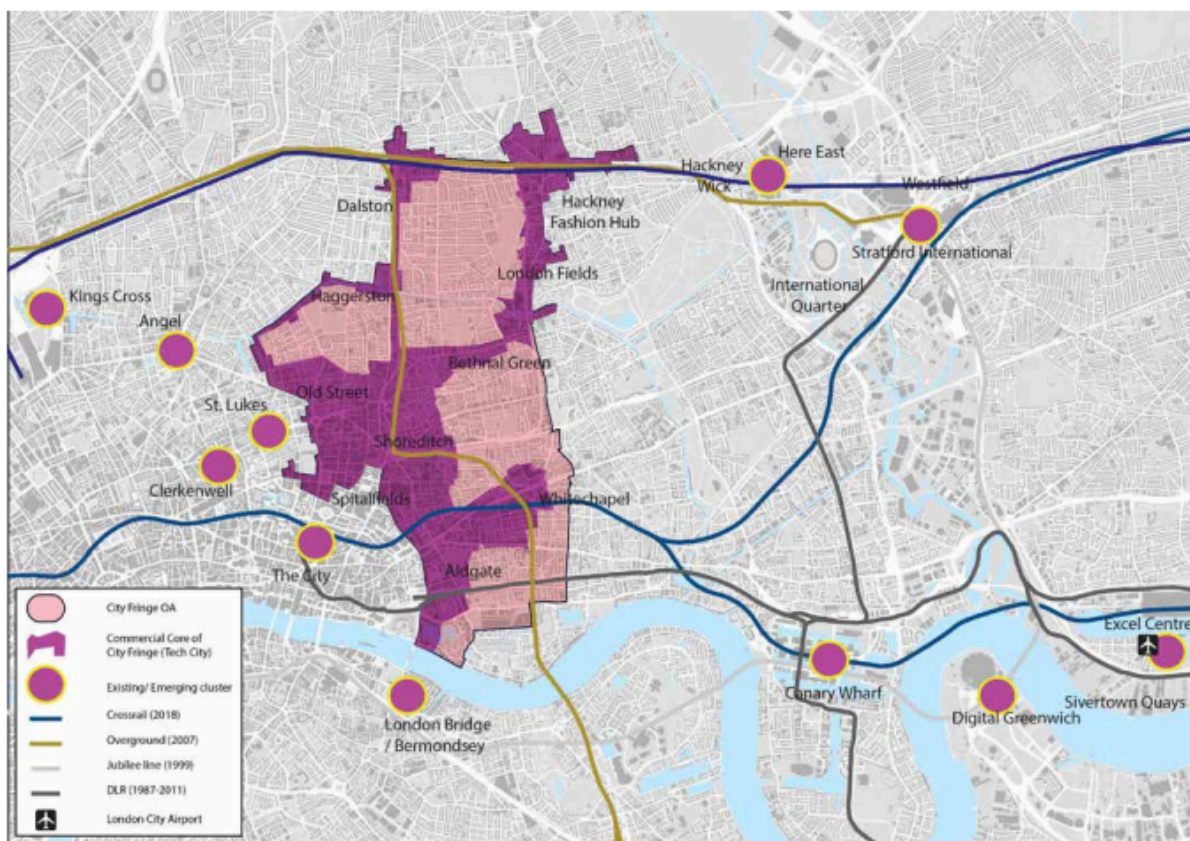 Here East
Hackney
Wick
Westfield
Dalston
Hackney
Fashion Hub
Stratford International
London Fields
International
Quarter
Kings Cross
Haggerston
Angel
Bethnal Green
Old Street
St. Lukes
Shoreditch
Clerkenwell
Spitalfields
Whitechapel
The City
Aldgate
City Fringe OA
Commercial Core of
City Fringe (Tech City)
Existing/ Emerging cluster
Crossrail (2018)
Overground (2007)
Jubilee line (1999)
DLR (1987-2011)
London City Airport
Excel Centre
Canary Wharf
Sivertown Quays
Digital Greenwich
London Bridge
/ Bermondsey